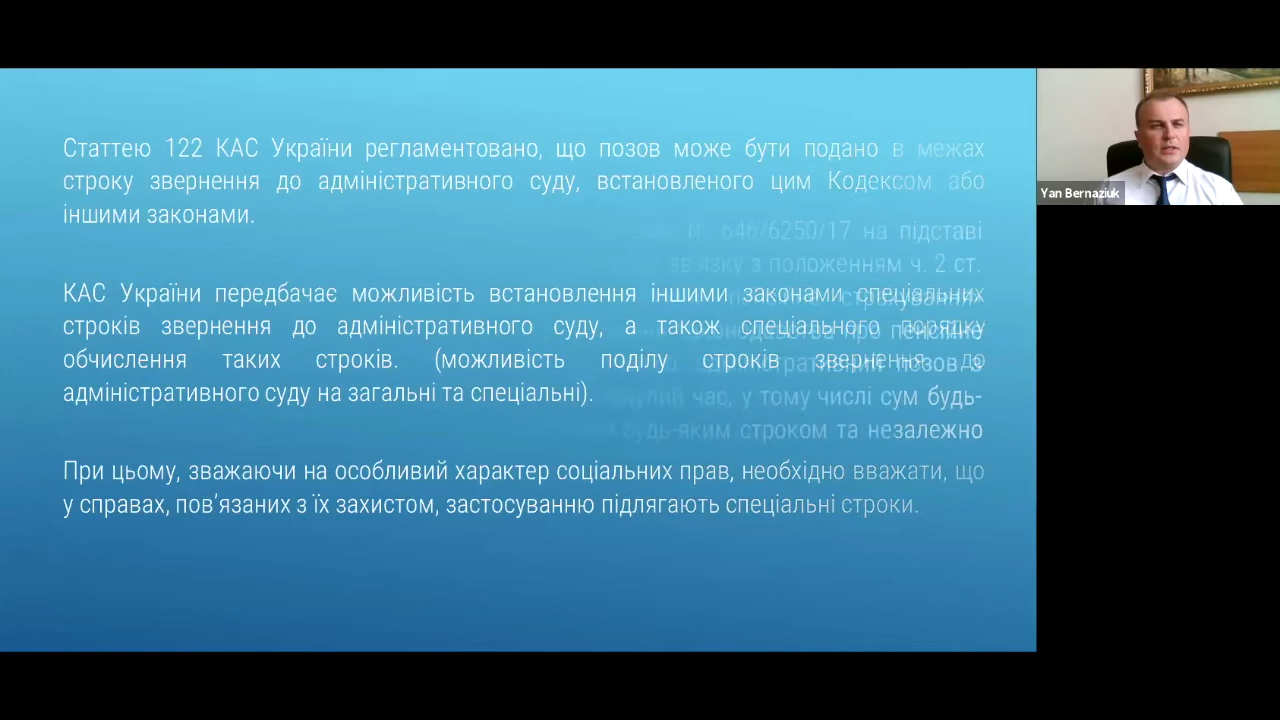 Статтею 122 КАС України регламентовано, що позов може бути подано в межах
строку звернення до адміністративного суду, встановленого цим Кодексом або
іншими законами.
КАС України передбачає можливість встановлення іншими законами спеціальних
строків звернення до адміністративного суду, а також спеціального порядку
обчислення таких строків. (можливість поділу строків звернення до
адміністративного суду на загальні та спеціальні).
При цьому, зважаючи на особливий характер соціальних прав, необхідно вважати, що
у справах, пов’язаних з їх захистом, застосуванню підлягають спеціальні строки.
№ 646/6250/17 на підставі
зв'язку з положенням ч. 2 ст.
пенсійне
адміністративний позов з
час, у тому числі сум будь-
будь-яким строком та незалежно
Yan Bernaziuk